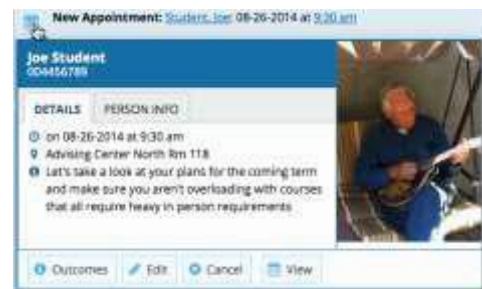 New Appointment: Student, Joe: 08-26-2014 at 9:30 am
Joe Student
004456789
DETAILS PERSON INFO
on 08-26-2014 at 9:30 am
Advising Center North Rm 118
Let's take a look at your plans for the coming term
and make sure you aren't overloading with courses
that all require heavy in person requirements
Outcomes Edit Cancel View